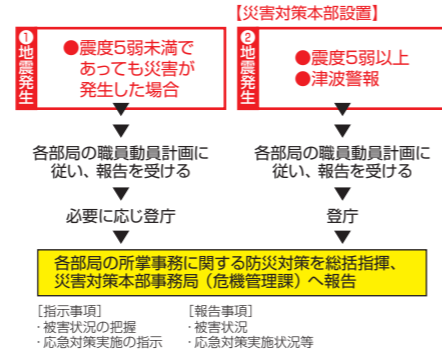 【災害対策本部設置】
①地震発生
●震度5弱未満で
あっても災害が
発生した場合
②地震発生
●震度5弱以上
●津波警報
▼
▼
各部局の職員動員計画に
従い、報告を受ける
▼
必要に応じ登庁
▼
▼
▼
各部局の職員動員計画に
従い、報告を受ける
▼
登庁
▼
各部局の所掌事務に関する防災対策を総括指揮、
災害対策本部事務局（危機管理課）へ報告
［指示事項］
・被害状況の把握
・応急対策実施の指示
［報告事項］
・被害状況
・応急対策実施状況等